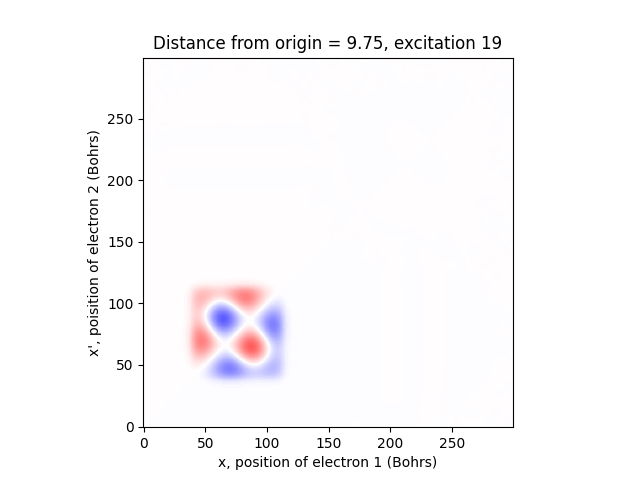 Distance from origin = 9.75, excitation 19
x', poisition of electron 2 (Bohrs)
250
200
150
100
50
0
0 50 100 150 200 250
x, position of electron 1 (Bohrs)